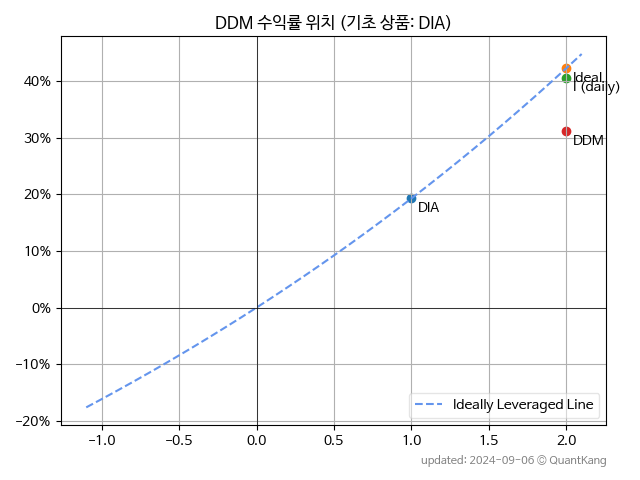 DDM 수익률 위치 (기초 상품: DIA)
40%
30%
20%
10%
0%
−10%
−20%
Ideal
I (daily)
DDM
DIA
Ideally Leveraged Line
−1.0 −0.5 0.0 0.5 1.0 1.5 2.0
updated: 2024-09-06 © QuantKang